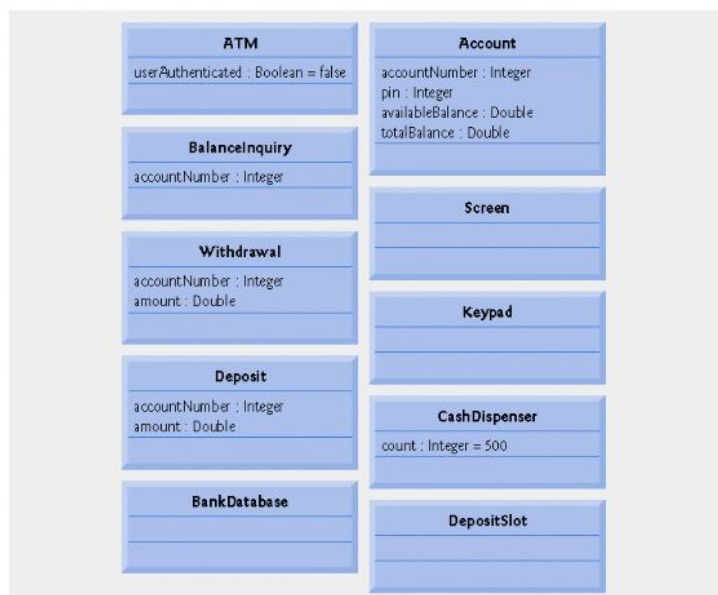 ATM
userAuthenticated : Boolean = false
BalanceInquiry
accountNumber : Integer
Withdrawal
accountNumber : Integer
amount : Double
Deposit
accountNumber : Integer
amount : Double
BankDatabase
Account
accountNumber : Integer
pin : Integer
availableBalance : Double
totalBalance : Double
Screen
Keypad
CashDispenser
count : Integer = 500
DepositSlot